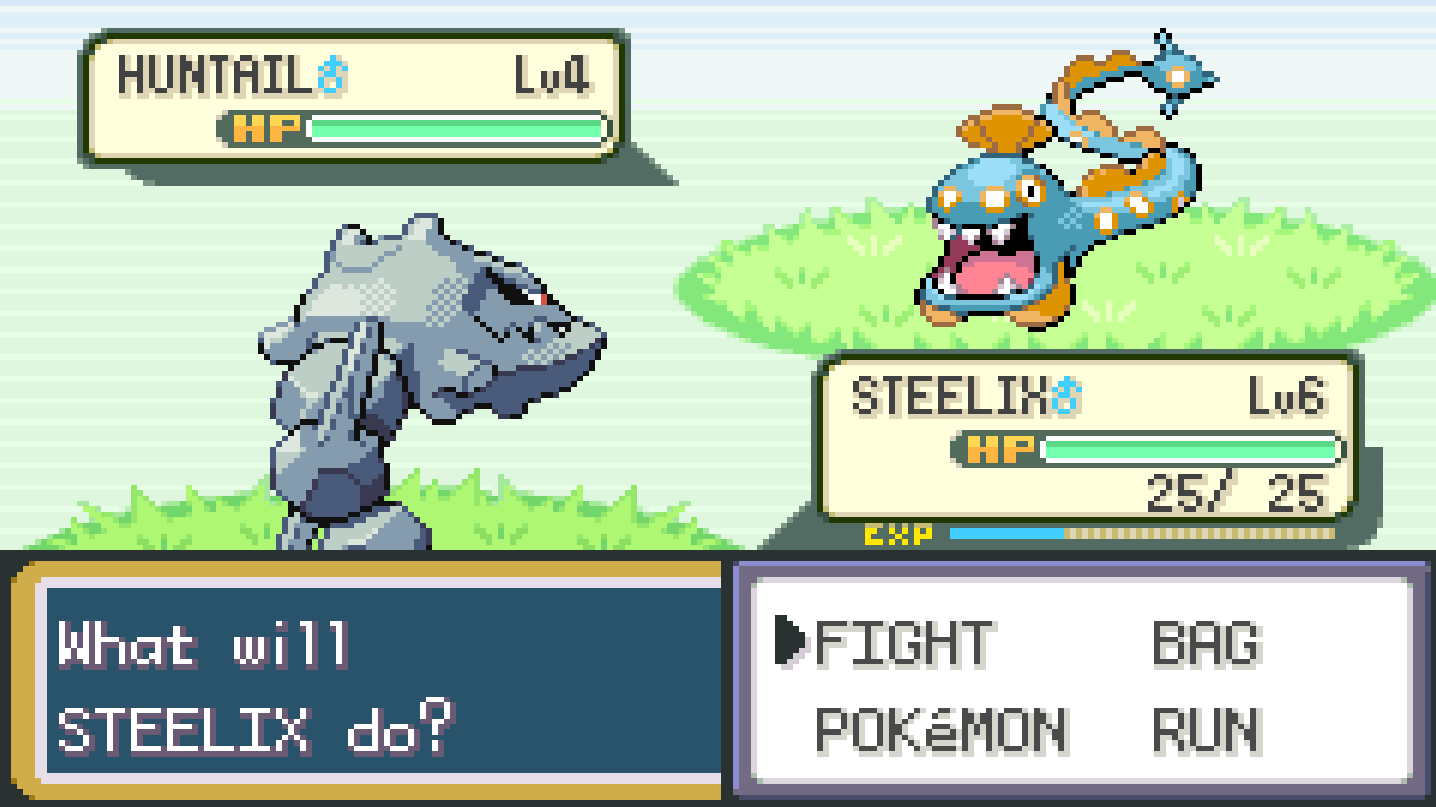 HUNTAIL♂ Lv4
HP
STEELIX♂ Lv6
HP
25/ 25
EXP
What will
STEELIX do?
FIGHT BAG
POKéMON RUN